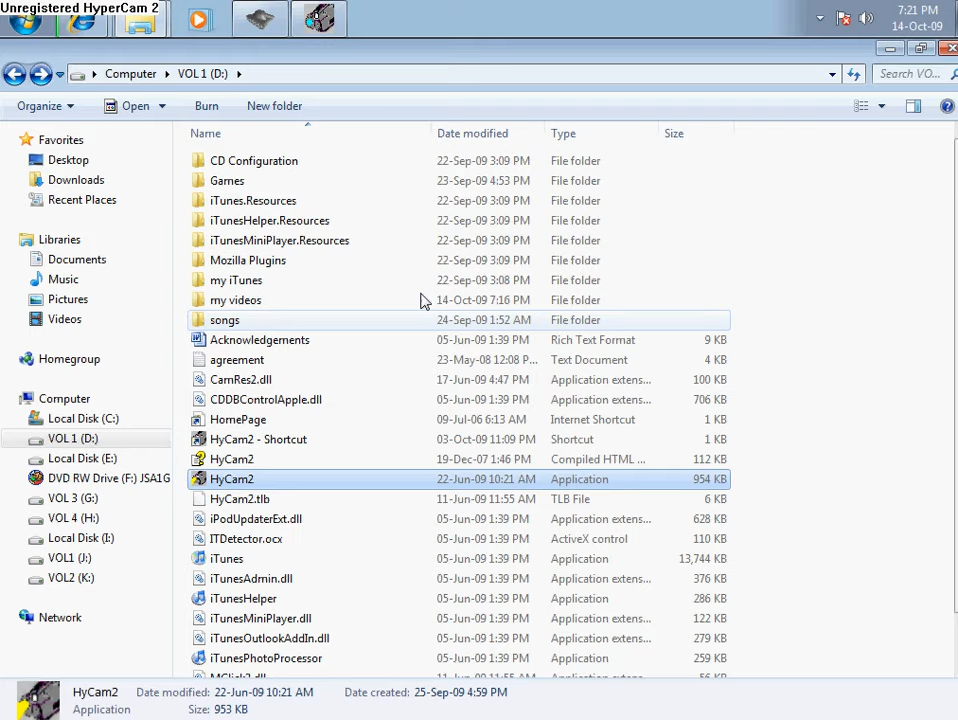 Unregistered HyperCam 2
7:21 PM
14-Oct-09
Computer
VOL 1 (D:)
Search VO...
Organize
Open
Burn
New folder
Name
Date modified
Type
Size
Favorites
Desktop
Downloads
Recent Places
Libraries
Documents
Music
Pictures
Videos
Homegroup
Computer
Local Disk (C:)
VOL 1 (D:)
Local Disk (E:)
DVD RW Drive (F:) JSA1G
VOL 3 (G:)
VOL 4 (H:)
Local Disk (I:)
VOL1 (J:)
VOL2 (K:)
Network
CD Configuration 22-Sep-09 3:09 PM File folder
Games 23-Sep-09 4:53 PM File folder
iTunes.Resources 22-Sep-09 3:09 PM File folder
iTunesHelper.Resources 22-Sep-09 3:09 PM File folder
iTunesMiniPlayer.Resources 22-Sep-09 3:09 PM File folder
Mozilla Plugins 22-Sep-09 3:09 PM File folder
my iTunes 22-Sep-09 3:08 PM File folder
my videos 14-Oct-09 7:16 PM File folder
songs 24-Sep-09 1:52 AM File folder
Acknowledgements 05-Jun-09 1:39 PM Rich Text Format 9 KB
agreement 23-May-08 12:08 P... Text Document 4 KB
CamRes2.dll 17-Jun-09 4:47 PM Application extens... 100 KB
CDDBControlApple.dll 05-Jun-09 1:39 PM Application extens... 706 KB
HomePage 09-Jul-06 6:13 AM Internet Shortcut 1 KB
HyCam2 - Shortcut 03-Oct-09 11:09 PM Shortcut 1 KB
HyCam2 19-Dec-07 1:46 PM Compiled HTML ... 112 KB
HyCam2 22-Jun-09 10:21 AM Application 954 KB
HyCam2.tlb 11-Jun-09 11:55 AM TLB File 6 KB
iPodUpdaterExt.dll 05-Jun-09 1:39 PM Application extens... 628 KB
ITDetector.ocx 05-Jun-09 1:39 PM ActiveX control 110 KB
iTunes 05-Jun-09 1:39 PM Application 13,744 KB
iTunesAdmin.dll 05-Jun-09 1:39 PM Application extens... 376 KB
iTunesHelper 05-Jun-09 1:39 PM Application 286 KB
iTunesMiniPlayer.dll 05-Jun-09 1:39 PM Application extens... 122 KB
iTunesOutlookAddIn.dll 05-Jun-09 1:39 PM Application extens... 279 KB
iTunesPhotoProcessor 05-Jun-09 1:39 PM Application 259 KB
HyCam2 Date modified: 22-Jun-09 10:21 AM Date created: 25-Sep-09 4:59 PM
Application Size: 953 KB